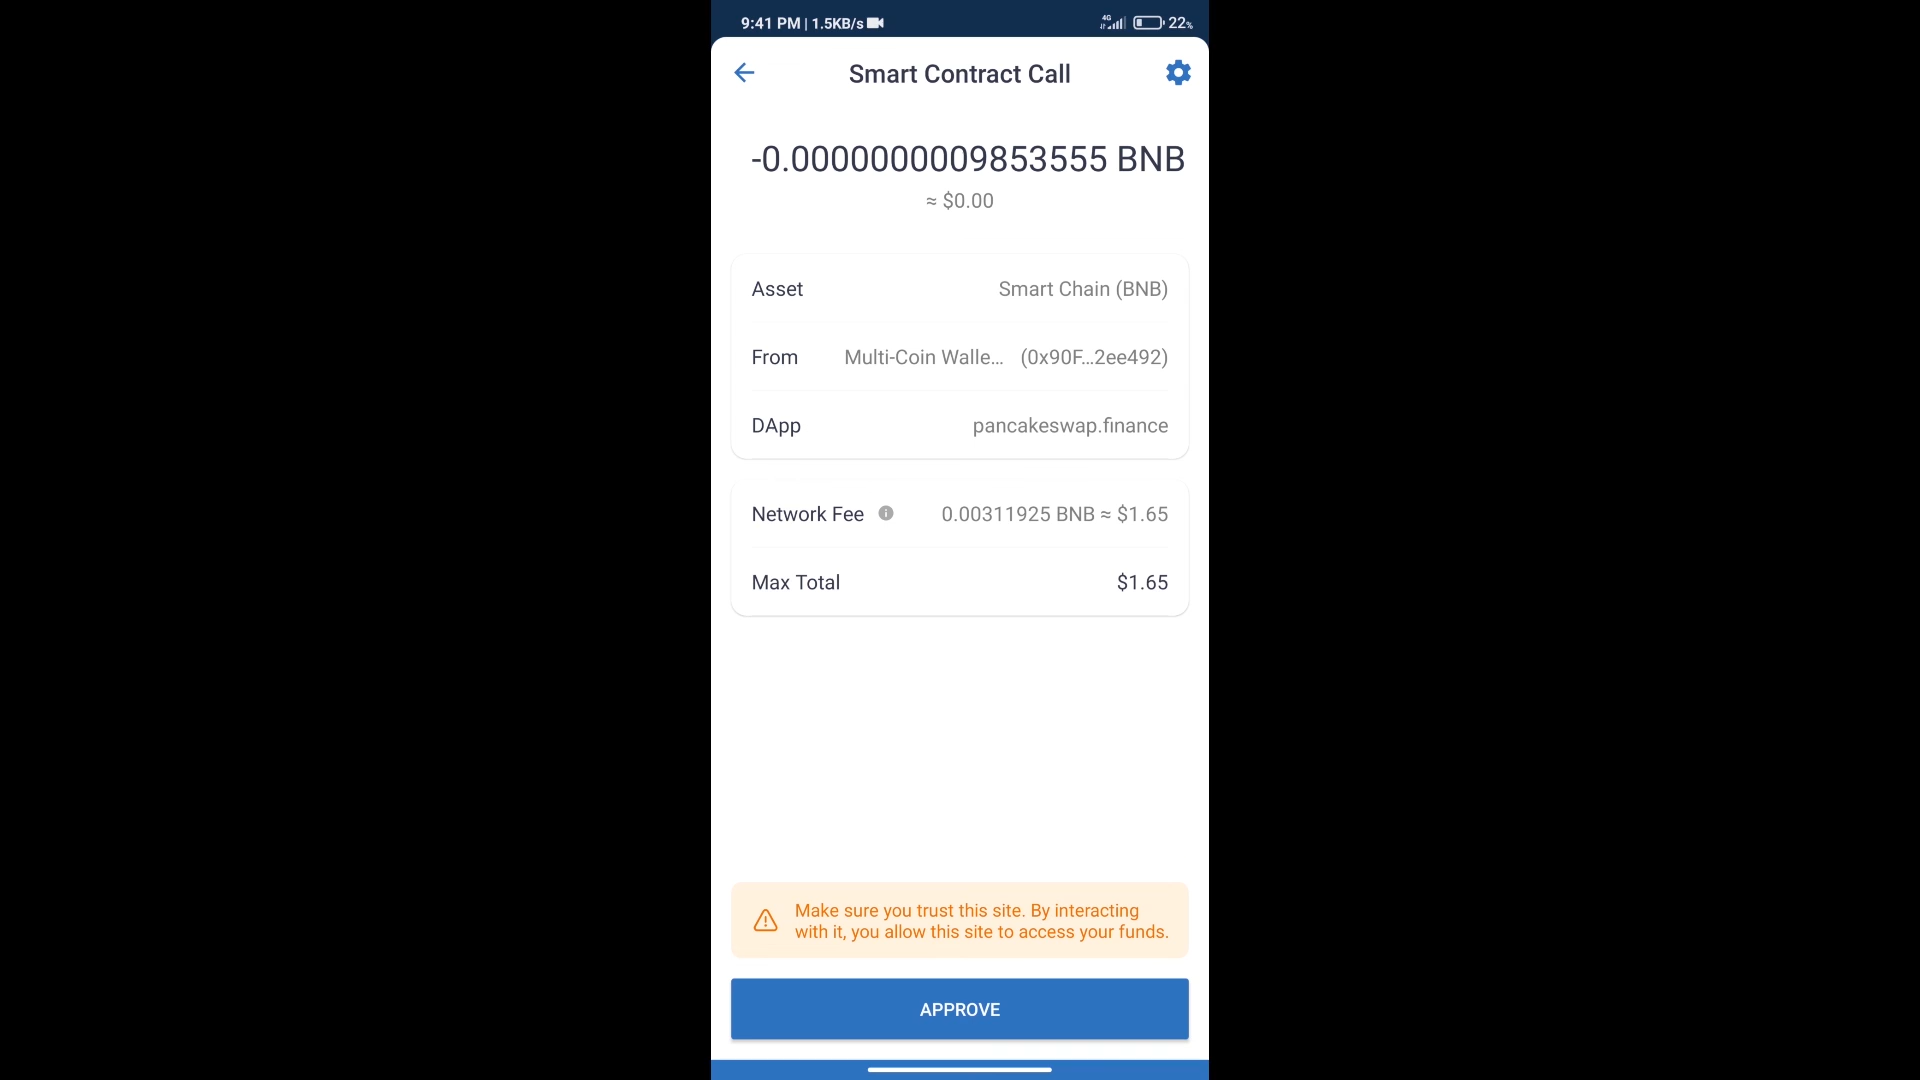 9:41 PM | 1.5KB/s 4G 22%
Smart Contract Call
-0.0000000009853555 BNB
≈ $0.00
Asset Smart Chain (BNB)
From Multi-Coin Walle... (0x90F...2ee492)
DApp pancakeswap.finance
Network Fee 0.00311925 BNB ≈ $1.65
Max Total $1.65
Make sure you trust this site. By interacting
with it, you allow this site to access your funds.
APPROVE